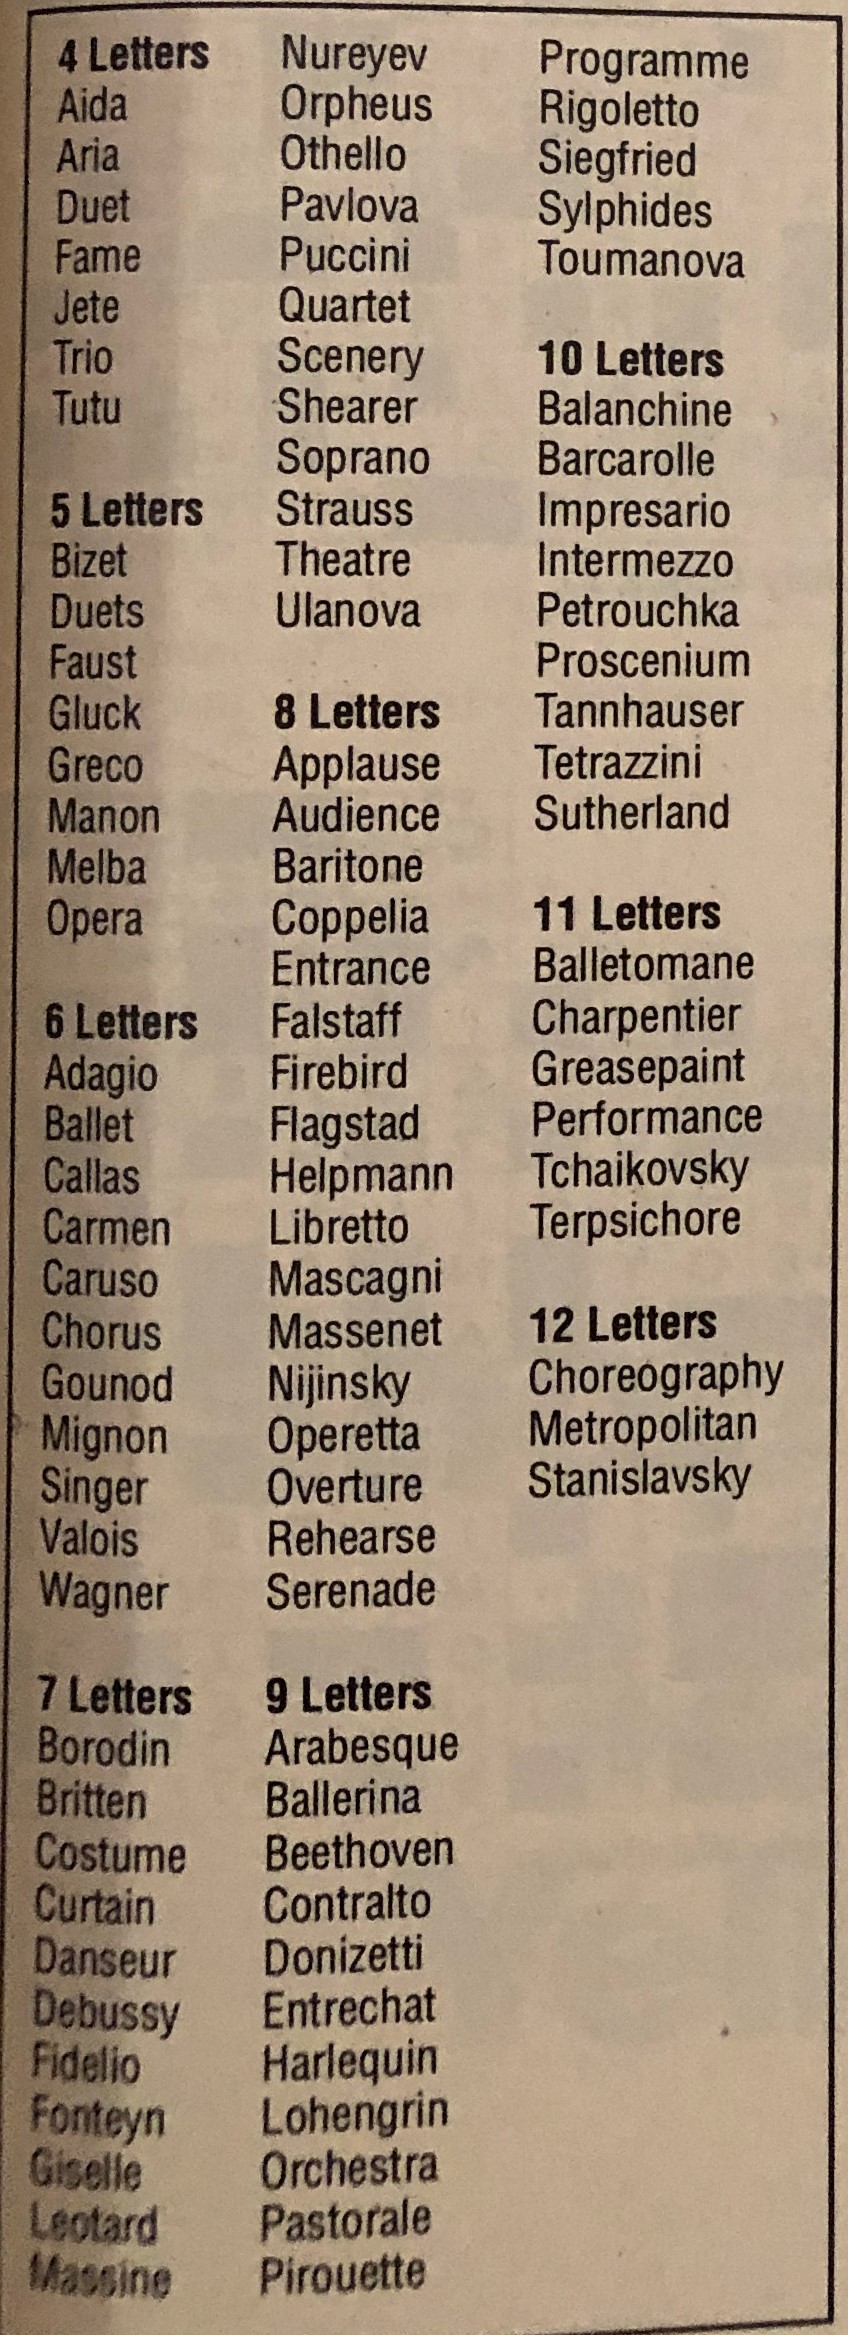 4 Letters
Aida
Aria
Duet
Fame
Jete
Trio
Tutu
5 Letters
Bizet
Duets
Faust
Gluck
Greco
Manon
Melba
Opera
6 Letters
Adagio
Ballet
Callas
Carmen
Caruso
Chorus
Gounod
Mignon
Singer
Valois
Wagner
7 Letters
Borodin
Britten
Costume
Curtain
Danseur
Debussy
Fidelio
Fonteyn
Giselle
Leotard
Massine
Nureyev
Orpheus
Othello
Pavlova
Puccini
Quartet
Scenery
Shearer
Soprano
Strauss
Theatre
Ulanova
8 Letters
Applause
Audience
Baritone
Coppelia
Entrance
Falstaff
Firebird
Flagstad
Helpmann
Libretto
Mascagni
Massenet
Nijinsky
Operetta
Overture
Rehearse
Serenade
9 Letters
Arabesque
Ballerina
Beethoven
Contralto
Donizetti
Entrechat
Harlequin
Lohengrin
Orchestra
Pastorale
Pirouette
Programme
Rigoletto
Siegfried
Sylphides
Toumanova
10 Letters
Balanchine
Barcarolle
Impresario
Intermezzo
Petrouchka
Proscenium
Tannhauser
Tetrazzini
Sutherland
11 Letters
Balletomane
Charpentier
Greasepaint
Performance
Tchaikovsky
Terpsichore
12 Letters
Choreography
Metropolitan
Stanislavsky